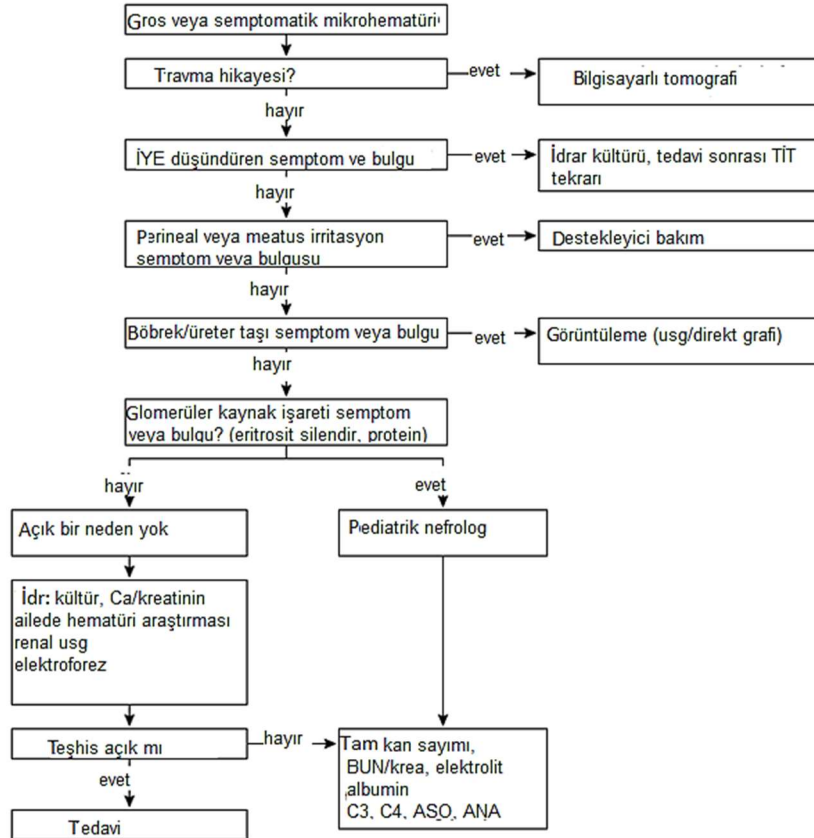 Gros veya semptomatik mikrohematüri
Travma hikayesi?
evet
Bilgisayarlı tomografi
hayır
İYE düşündüren semptom ve bulgu
evet
İdrar kültürü, tedavi sonrası TİT
tekrarı
hayır
Perineal veya meatus irritasyon
semptom veya bulgusu
evet
Destekleyici bakım
hayır
Böbrek/üreter taşı semptom veya bulgu
evet
Görüntüleme (usg/direkt grafi)
hayır
Glomerüler kaynak işareti semptom
veya bulgu? (eritrosit silendir, protein)
hayır
evet
Açık bir neden yok
Pediatrik nefrolog
İdr: kültür, Ca/kreatinin
ailede hematüri araştırması
renal usg
elektroforez
Teşhis açık mı
hayır
Tam kan sayımı,
BUN/krea, elektrolit
albumin
C3, C4, ASO, ANA
evet
Tedavi